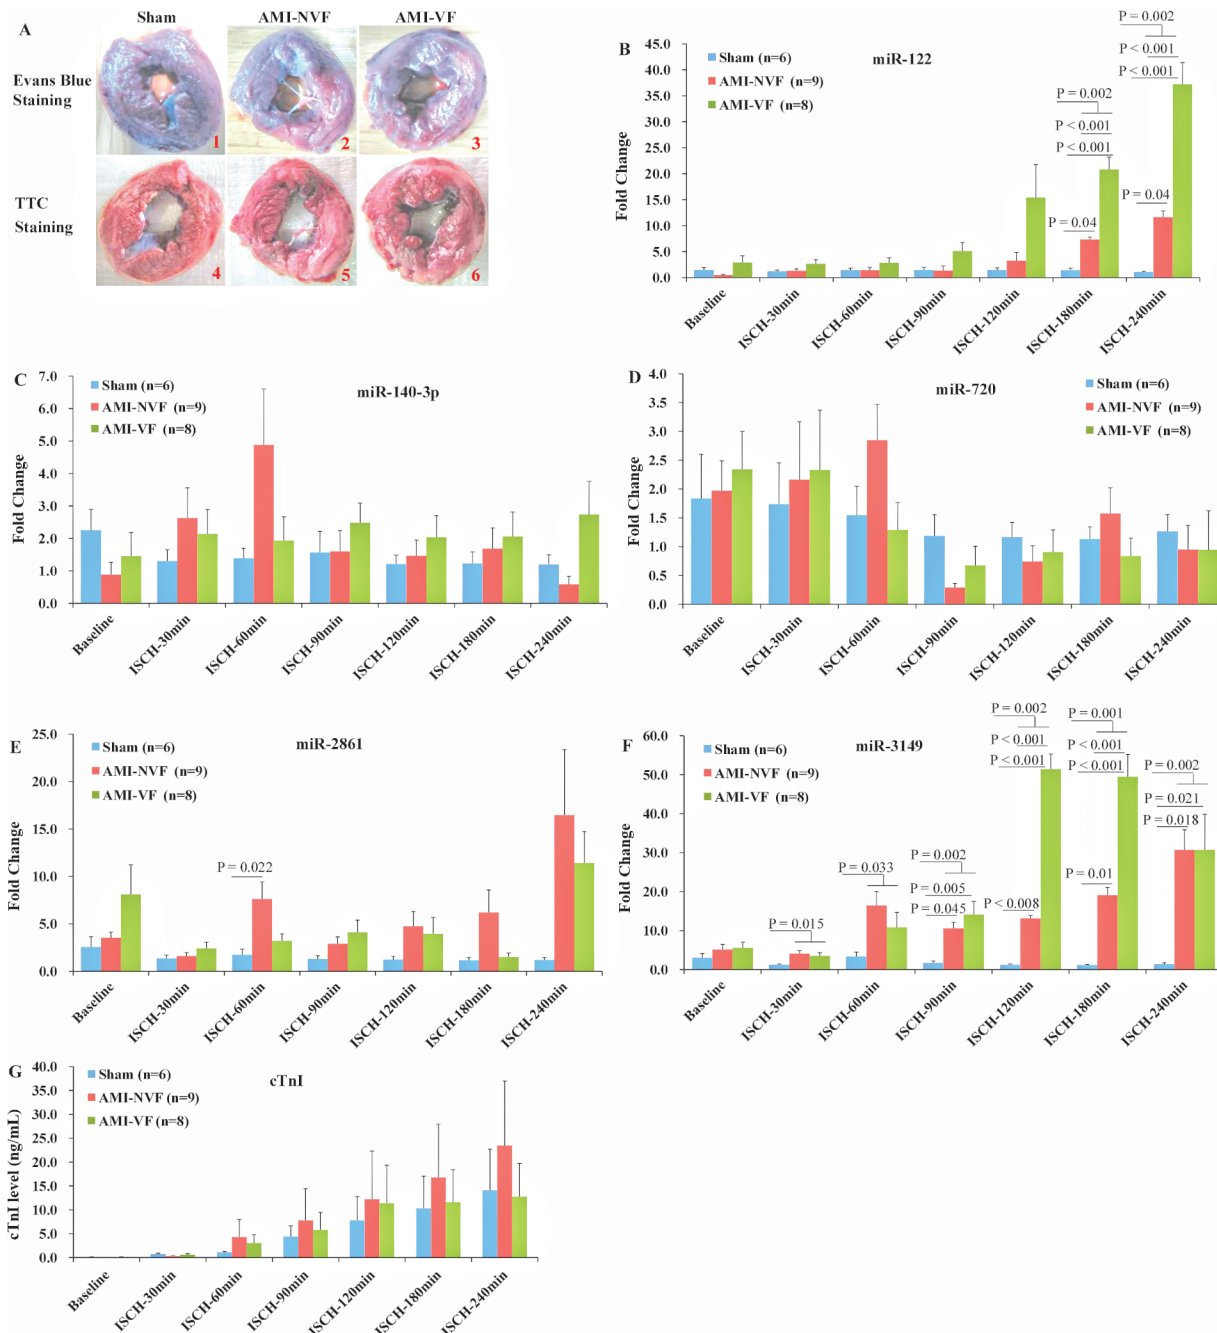 A
Sham
AMI-NVF
AMI-VF
Evans Blue
Staining
1
2
3
TTC
Staining
4
5
6
B
miR-122
Sham (n=6)
AMI-NVF (n=9)
AMI-VF (n=8)
Fold Change
45.0
40.0
35.0
30.0
25.0
20.0
15.0
10.0
5.0
0.0
P = 0.002
P < 0.001
P < 0.001
P = 0.04
P = 0.002
P < 0.001
P < 0.001
P = 0.04
Baseline
ISCH-30min
ISCH-60min
ISCH-90min
ISCH-120min
ISCH-180min
ISCH-240min
C
miR-140-3p
Sham (n=6)
AMI-NVF (n=9)
AMI-VF (n=8)
Fold Change
7.0
6.0
5.0
4.0
3.0
2.0
1.0
0.0
Baseline
ISCH-30min
ISCH-60min
ISCH-90min
ISCH-120min
ISCH-180min
ISCH-240min
D
miR-720
Sham (n=6)
AMI-NVF (n=9)
AMI-VF (n=8)
Fold Change
4.0
3.5
3.0
2.5
2.0
1.5
1.0
0.5
0.0
Baseline
ISCH-30min
ISCH-60min
ISCH-90min
ISCH-120min
ISCH-180min
ISCH-240min
E
miR-2861
Sham (n=6)
AMI-NVF (n=9)
AMI-VF (n=8)
Fold Change
25.0
20.0
15.0
10.0
5.0
0.0
P = 0.022
Baseline
ISCH-30min
ISCH-60min
ISCH-90min
ISCH-120min
ISCH-180min
ISCH-240min
F
miR-3149
Sham (n=6)
AMI-NVF (n=9)
AMI-VF (n=8)
Fold Change
60.0
50.0
40.0
30.0
20.0
10.0
0.0
P = 0.015
P = 0.033
P = 0.002
P = 0.005
P = 0.045
P = 0.002
P < 0.001
P < 0.001
P < 0.008
P = 0.001
P < 0.001
P < 0.001
P = 0.01
P = 0.002
P = 0.021
P = 0.018
Baseline
ISCH-30min
ISCH-60min
ISCH-90min
ISCH-120min
ISCH-180min
ISCH-240min
G
cTnI
Sham (n=6)
AMI-NVF (n=9)
AMI-VF (n=8)
cTnI level (ng/mL)
40.0
35.0
30.0
25.0
20.0
15.0
10.0
5.0
0.0
Baseline
ISCH-30min
ISCH-60min
ISCH-90min
ISCH-120min
ISCH-180min
ISCH-240min